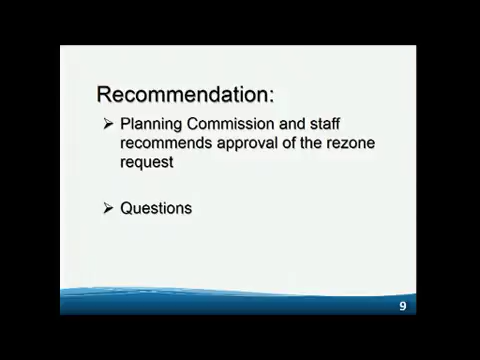 Recommendation:
➢ Planning Commission and staff
recommends approval of the rezone
request
➢ Questions
9